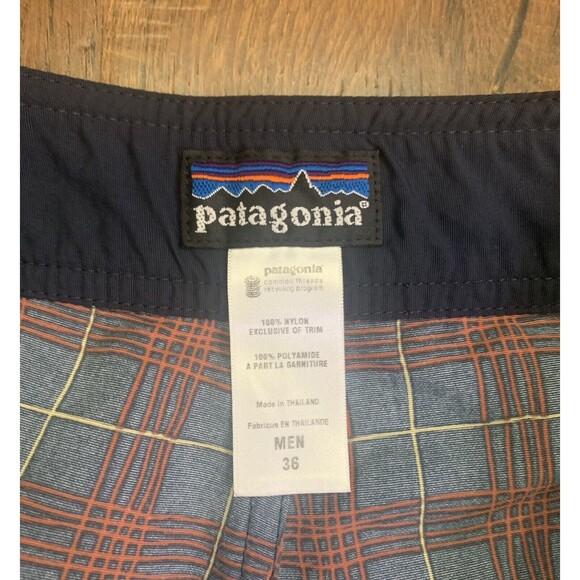 patagonia®
patagonia®
common threads
recycling program
100% NYLON
EXCLUSIVE OF TRIM
100% POLYAMIDE
A PART LA GARNITURE
Made in THAILAND
Fabriqué EN THAILANDE
MEN
36